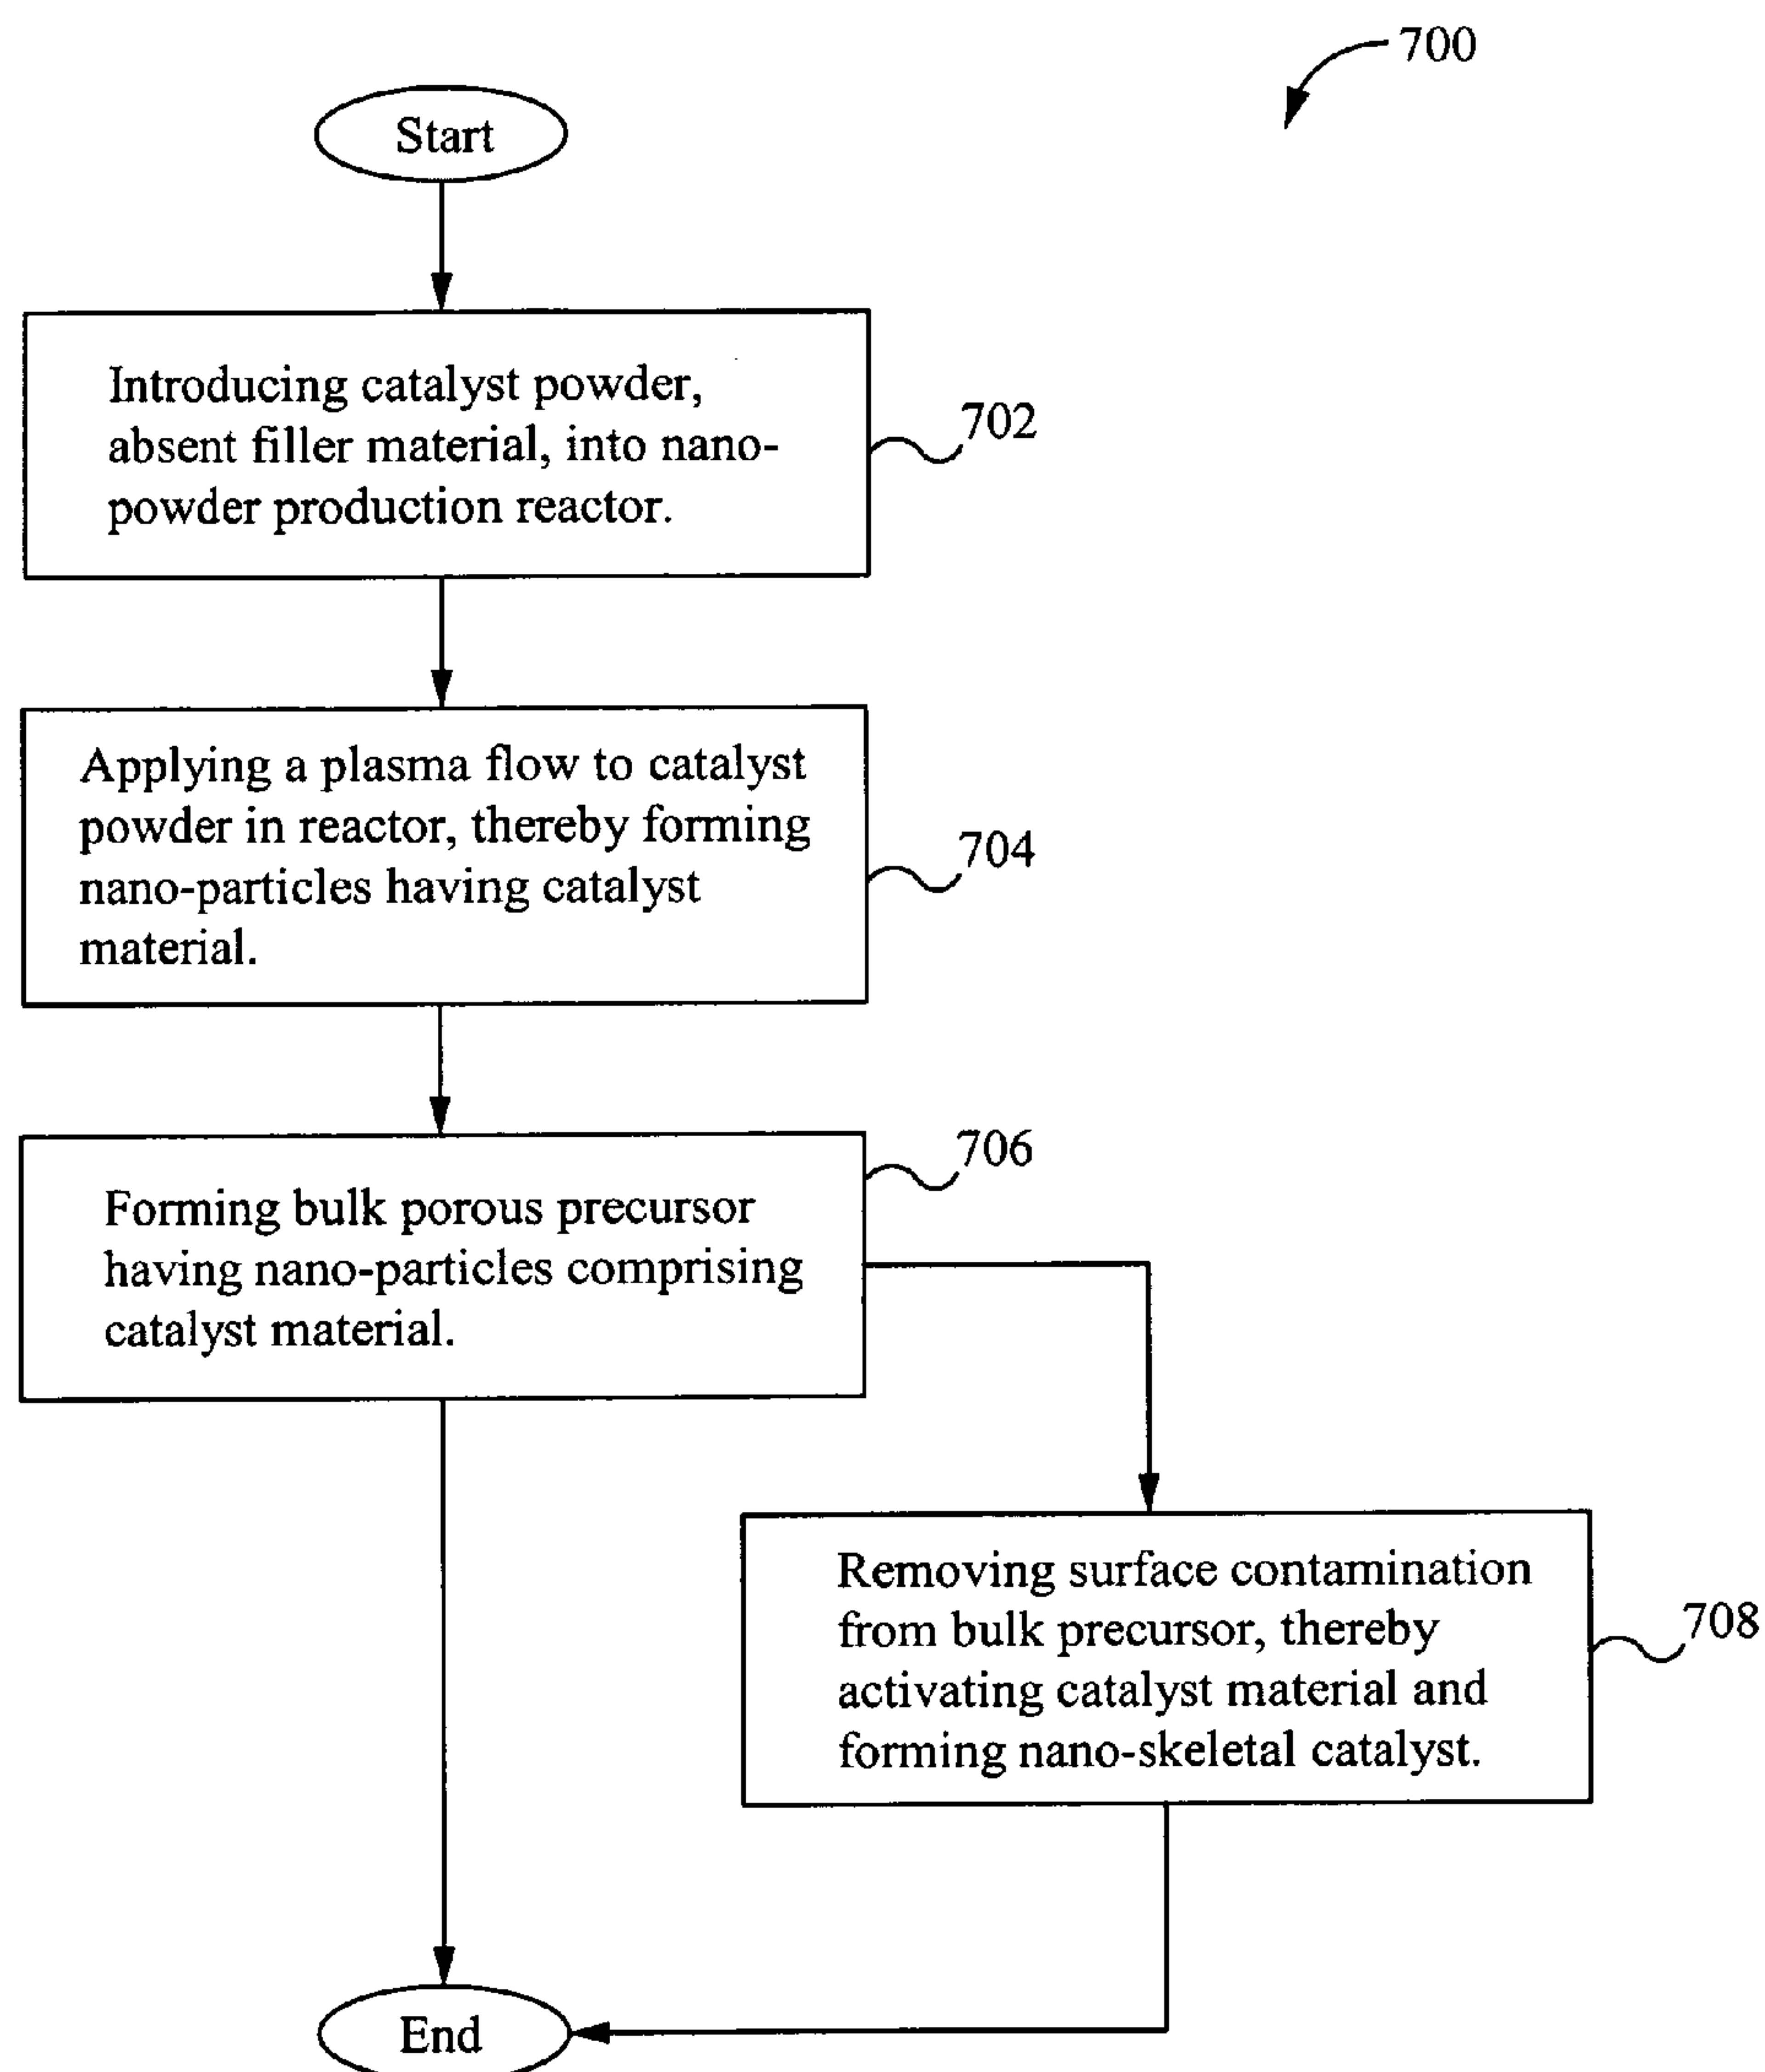 700
Start
Introducing catalyst powder,
absent filler material, into nano-
powder production reactor.
702
Applying a plasma flow to catalyst
powder in reactor, thereby forming
nano-particles having catalyst
material.
704
Forming bulk porous precursor
having nano-particles comprising
catalyst material.
706
Removing surface contamination
from bulk precursor, thereby
activating catalyst material and
forming nano-skeletal catalyst.
708
End